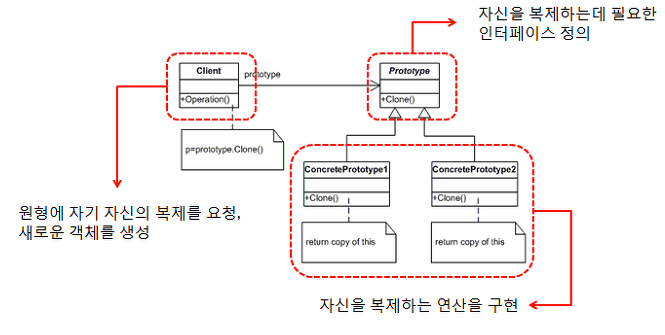 자신을 복제하는데 필요한
인터페이스 정의
Client
prototype
Prototype
+Operation()
+Clone()
p=prototype.Clone()
ConcretePrototype1
ConcretePrototype2
+Clone()
+Clone()
원형에 자기 자신의 복제를 요청,
새로운 객체를 생성
return copy of this
return copy of this
자신을 복제하는 연산을 구현